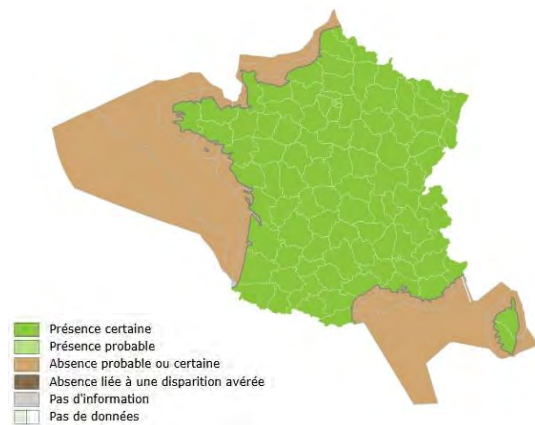 Présence certaine
Présence probable
Absence probable ou certaine
Absence liée à une disparition avérée
Pas d'information
Pas de données